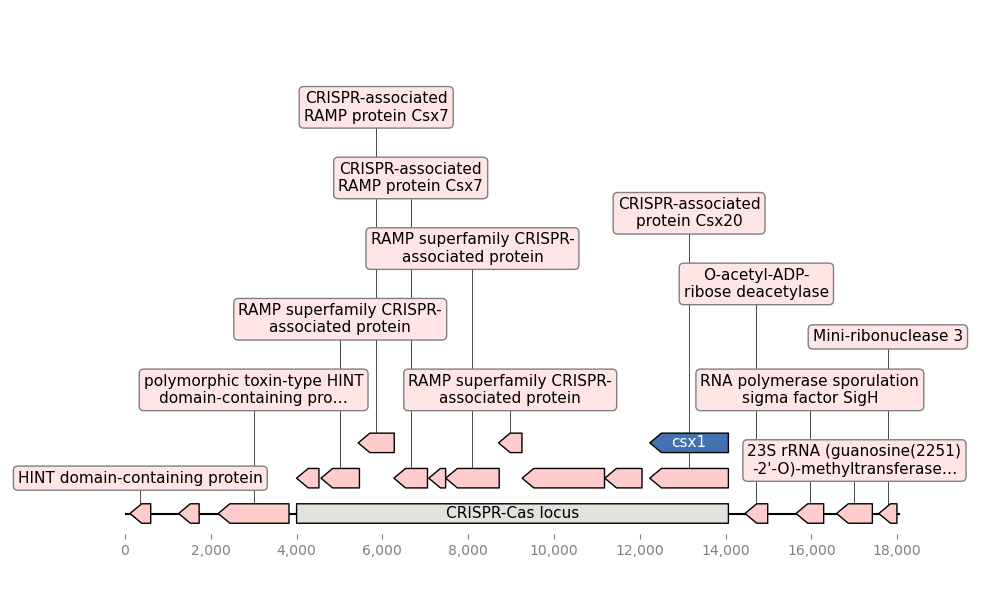 CRISPR-associated
RAMP protein Csx7
CRISPR-associated
RAMP protein Csx7
CRISPR-associated
protein Csx20
RAMP superfamily CRISPR-
associated protein
O-acetyl-ADP-
ribose deacetylase
RAMP superfamily CRISPR-
associated protein
Mini-ribonuclease 3
polymorphic toxin-type HINT
domain-containing pro...
RAMP superfamily CRISPR-
associated protein
RNA polymerase sporulation
sigma factor SigH
csx1
23S rRNA (guanosine(2251)
-2'-O)-methyltransferase...
HINT domain-containing protein
CRISPR-Cas locus
0 2,000 4,000 6,000 8,000 10,000 12,000 14,000 16,000 18,000